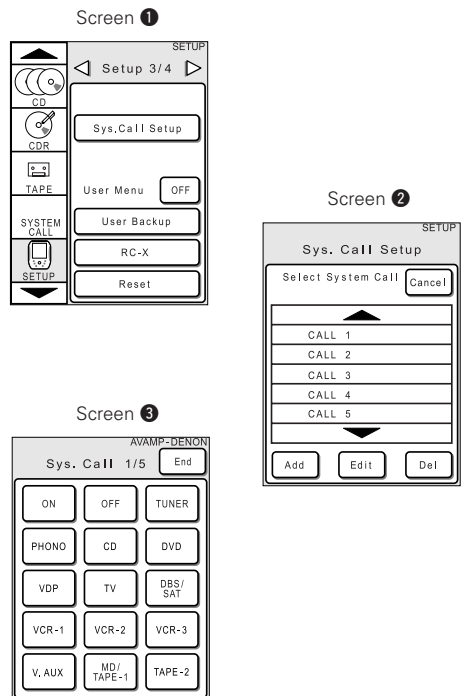 Screen ❶
SETUP
Setup 3/4
CD
Sys.Call Setup
CDR
TAPE
User Menu OFF
SYSTEM
CALL
User Backup
RC-X
SETUP
Reset
Screen ❷
SETUP
Sys. Call Setup
Select System Call Cancel
CALL 1
CALL 2
CALL 3
CALL 4
CALL 5
Add Edit Del
Screen ❸
AVAMP-DENON
Sys. Call 1/5 End
ON OFF TUNER
PHONO CD DVD
VDP TV DBS/
SAT
VCR-1 VCR-2 VCR-3
V. AUX MD/
TAPE-1 TAPE-2